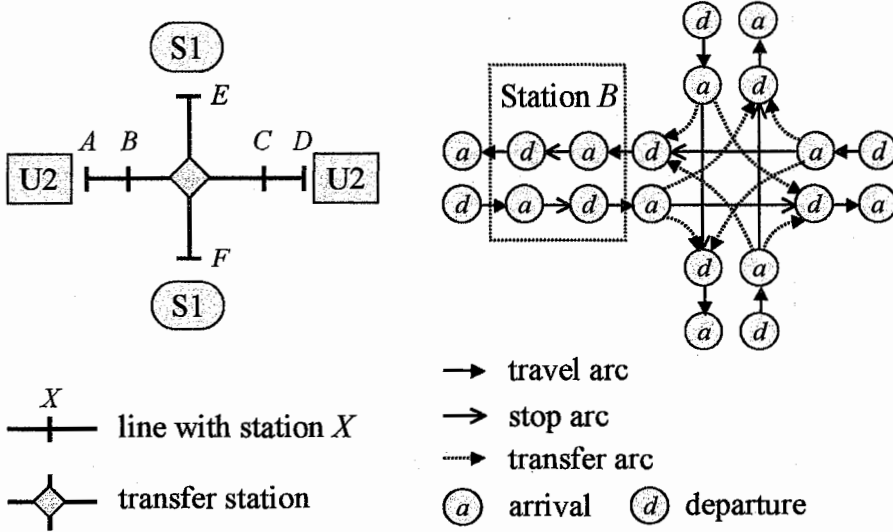 S1
E
A B C D
U2 U2
F
S1
X
line with station X
transfer station
d a
a d
Station B
a d a d a d
d a d a d a
d a
a d
travel arc
stop arc
transfer arc
a arrival d departure